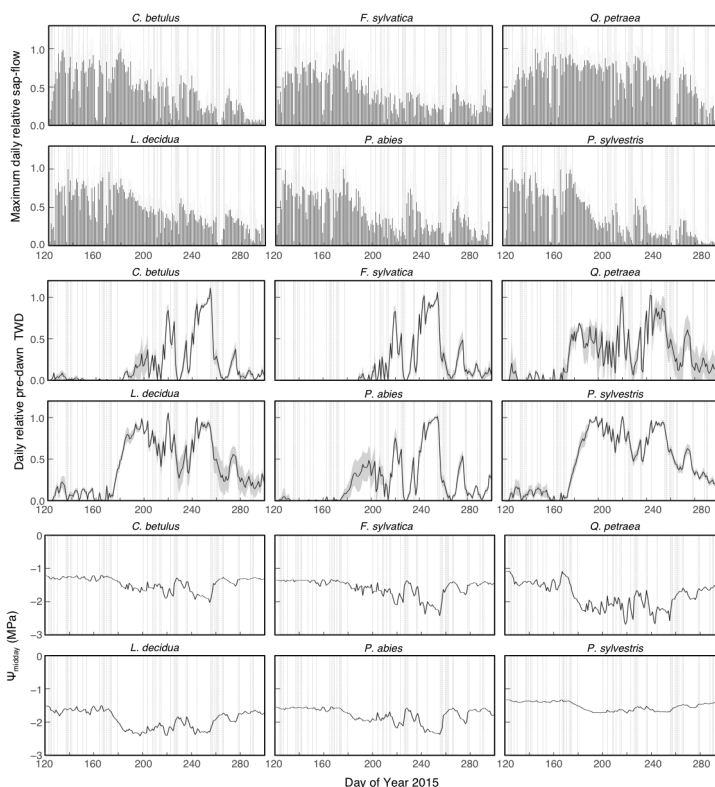 C. betulus F. sylvatica Q. petraea
1.0
0.5
0.0
L. decidua P. abies P. sylvestris
1.0
0.5
0.0
120 160 200 240 280 120 160 200 240 280 120 160 200 240 280
Maximum daily relative sap-flow
C. betulus F. sylvatica Q. petraea
1.0
0.5
0.0
L. decidua P. abies P. sylvestris
1.0
0.5
0.0
120 160 200 240 280 120 160 200 240 280 120 160 200 240 280
Daily relative pre-dawn TWD
C. betulus F. sylvatica Q. petraea
0
−1
−2
−3
L. decidua P. abies P. sylvestris
0
−1
−2
−3
120 160 200 240 280 120 160 200 240 280 120 160 200 240 280
Ψmidday (MPa)
Day of Year 2015